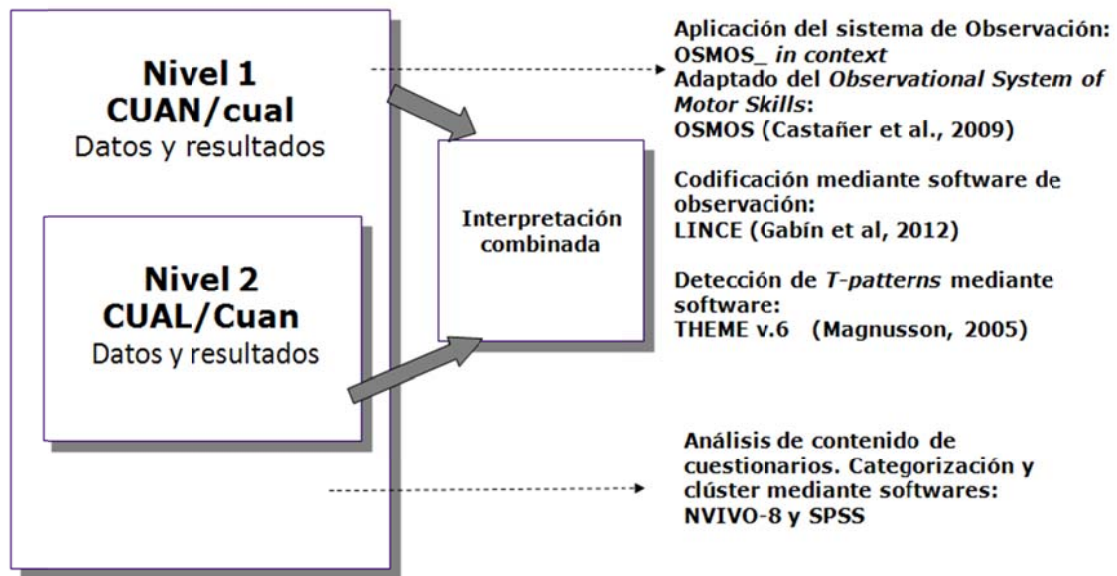 Nivel 1
CUAN/cual
Datos y resultados
Nivel 2
CUAL/Cuan
Datos y resultados
Interpretación
combinada
Aplicación del sistema de Observación:
OSMOS_ in context
Adaptado del Observational System of
Motor Skills:
OSMOS (Castañer et al., 2009)
Codificación mediante software de
observación:
LINCE (Gabín et al, 2012)
Detección de T-patterns mediante
software:
THEME v.6 (Magnusson, 2005)
Análisis de contenido de
cuestionarios. Categorización y
clúster mediante softwares:
NVIVO-8 y SPSS